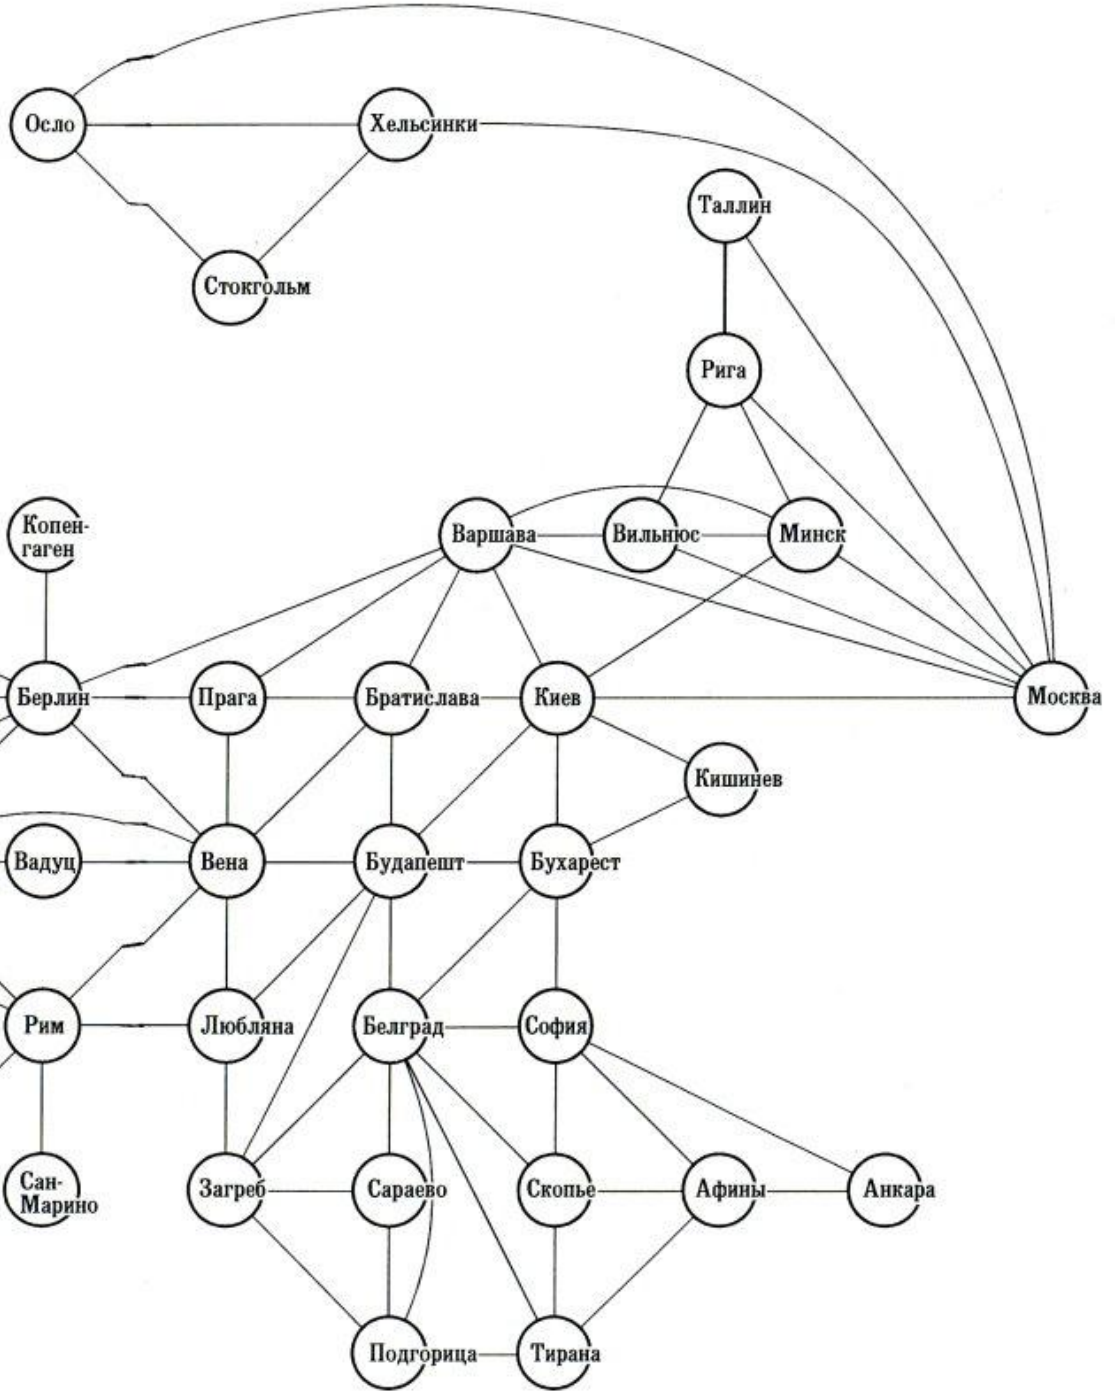 Осло
Хельсинки
Таллин
Стокгольм
Рига
Копен-
гаген
Варшава
Вильнюс
Минск
Берлин
Прага
Братислава
Киев
Москва
Кишинев
Вадуц
Вена
Будапешт
Бухарест
Рим
Любляна
Белград
София
Сан-
Марино
Загреб
Сараево
Скопье
Афины
Анкара
Подгорица
Тирана